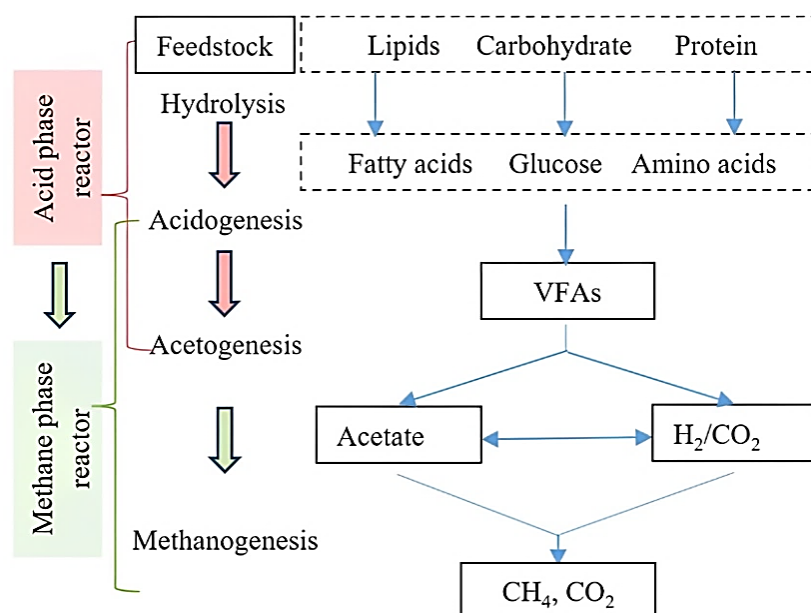 Feedstock
Lipids Carbohydrate Protein
Hydrolysis
Fatty acids Glucose Amino acids
Acid phase
reactor
Acidogenesis
VFAs
Acetogenesis
Methane phase
reactor
Acetate
H₂/CO₂
Methanogenesis
CH₄, CO₂